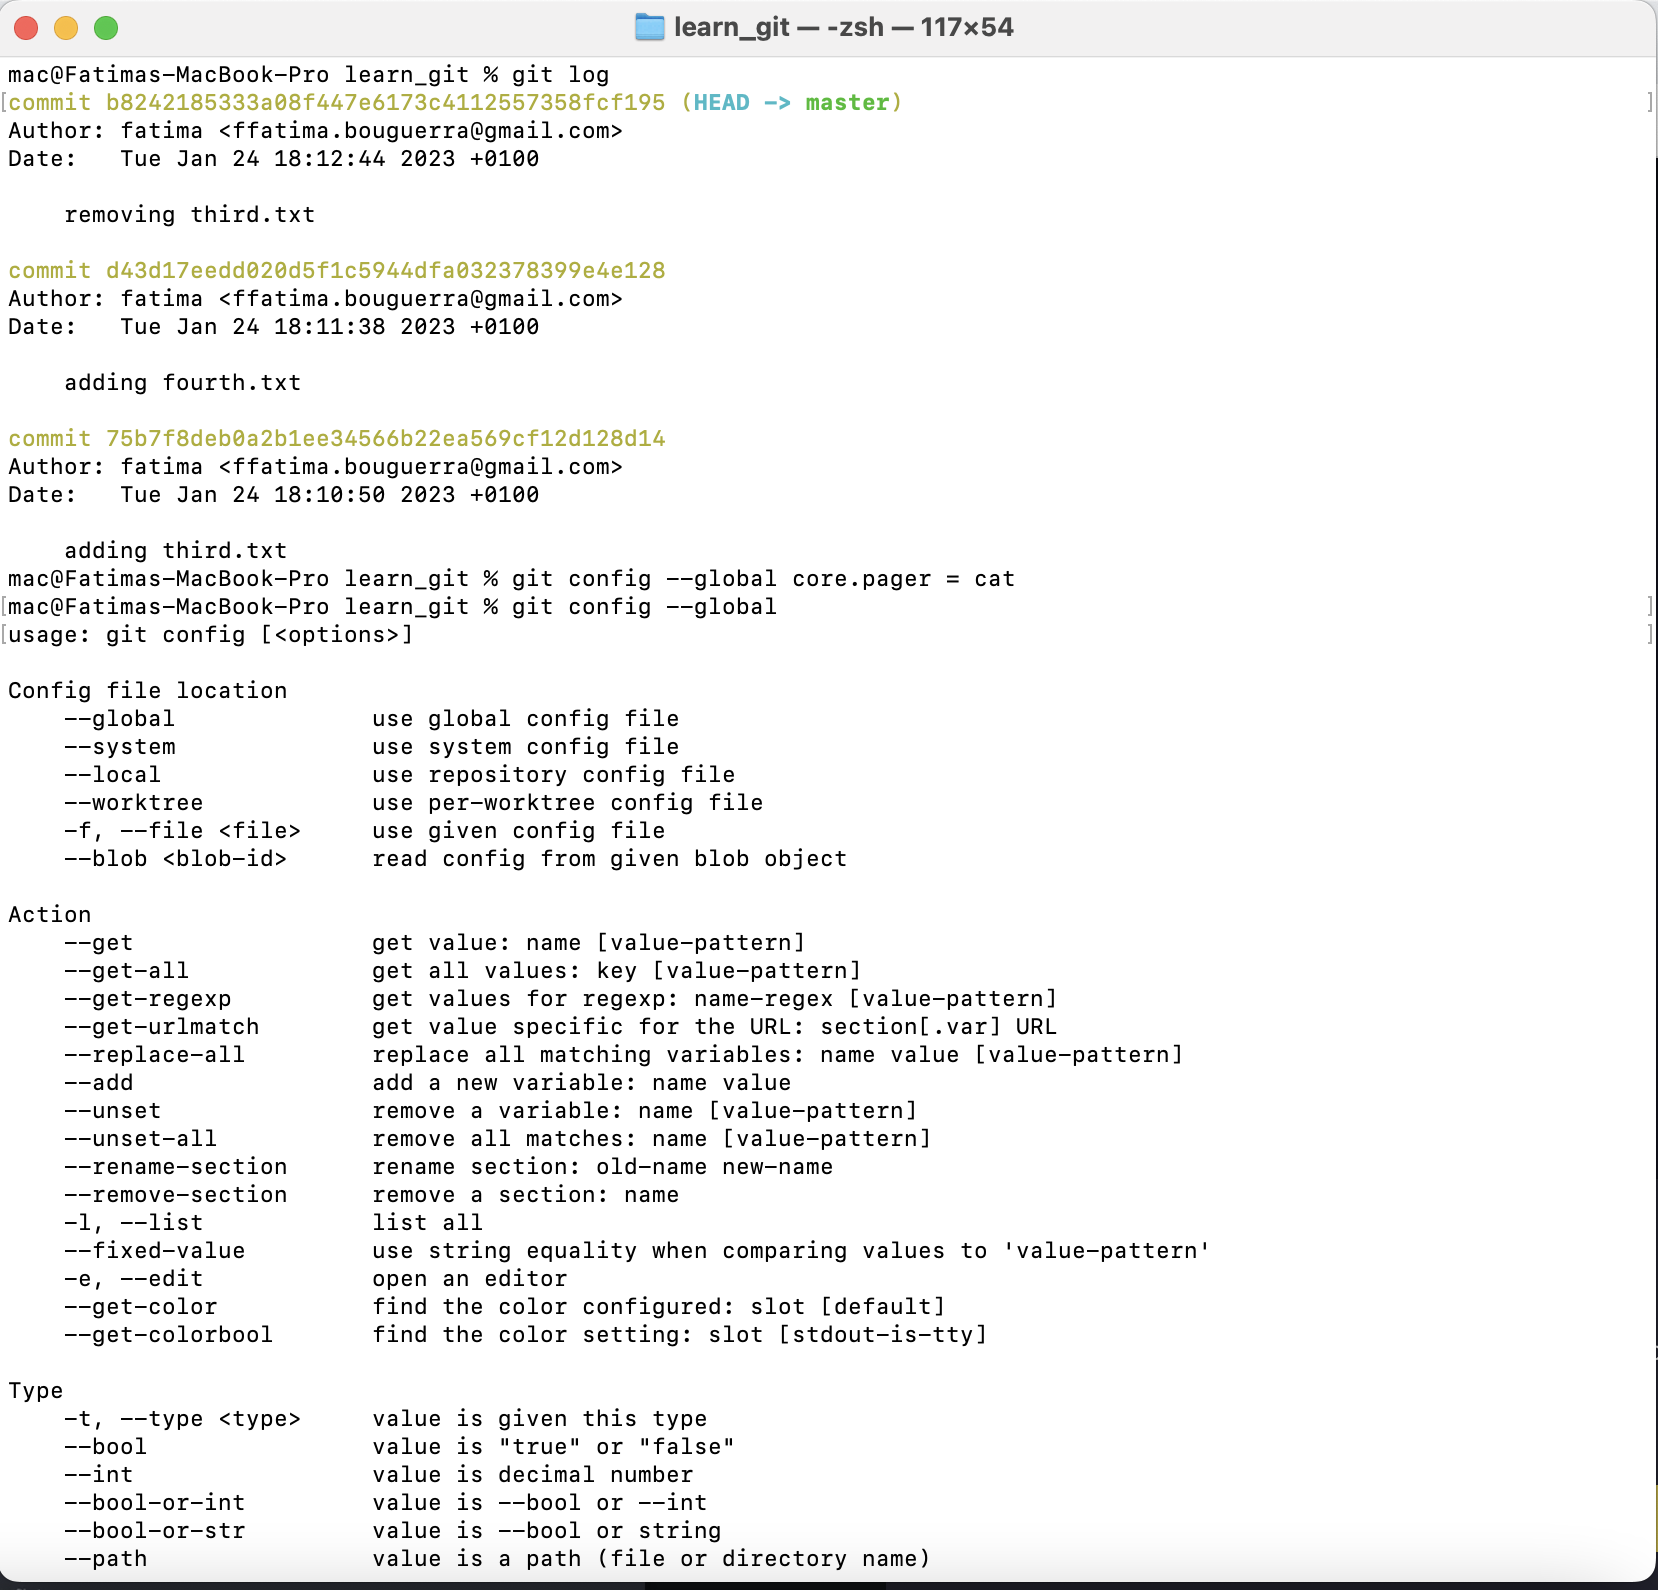 learn_git — -zsh — 117×54
mac@Fatimas-MacBook-Pro learn_git % git log
[commit b8242185333a08f447e6173c4112557358fcf195 (HEAD -> master) ]
Author: fatima <ffatima.bouguerra@gmail.com>
Date:   Tue Jan 24 18:12:44 2023 +0100
    removing third.txt
commit d43d17eedd020d5f1c5944dfa032378399e4e128
Author: fatima <ffatima.bouguerra@gmail.com>
Date:   Tue Jan 24 18:11:38 2023 +0100
    adding fourth.txt
commit 75b7f8deb0a2b1ee34566b22ea569cf12d128d14
Author: fatima <ffatima.bouguerra@gmail.com>
Date:   Tue Jan 24 18:10:50 2023 +0100
    adding third.txt
mac@Fatimas-MacBook-Pro learn_git % git config --global core.pager = cat
[mac@Fatimas-MacBook-Pro learn_git % git config --global ]
[usage: git config [<options>] ]
Config file location
    --global              use global config file
    --system              use system config file
    --local               use repository config file
    --worktree            use per-worktree config file
    -f, --file <file>     use given config file
    --blob <blob-id>      read config from given blob object
Action
    --get                 get value: name [value-pattern]
    --get-all             get all values: key [value-pattern]
    --get-regexp          get values for regexp: name-regex [value-pattern]
    --get-urlmatch        get value specific for the URL: section[.var] URL
    --replace-all         replace all matching variables: name value [value-pattern]
    --add                 add a new variable: name value
    --unset               remove a variable: name [value-pattern]
    --unset-all           remove all matches: name [value-pattern]
    --rename-section      rename section: old-name new-name
    --remove-section      remove a section: name
    -l, --list            list all
    --fixed-value         use string equality when comparing values to 'value-pattern'
    -e, --edit            open an editor
    --get-color           find the color configured: slot [default]
    --get-colorbool       find the color setting: slot [stdout-is-tty]
Type
    -t, --type <type>     value is given this type
    --bool                value is "true" or "false"
    --int                 value is decimal number
    --bool-or-int         value is --bool or --int
    --bool-or-str         value is --bool or string
    --path                value is a path (file or directory name)